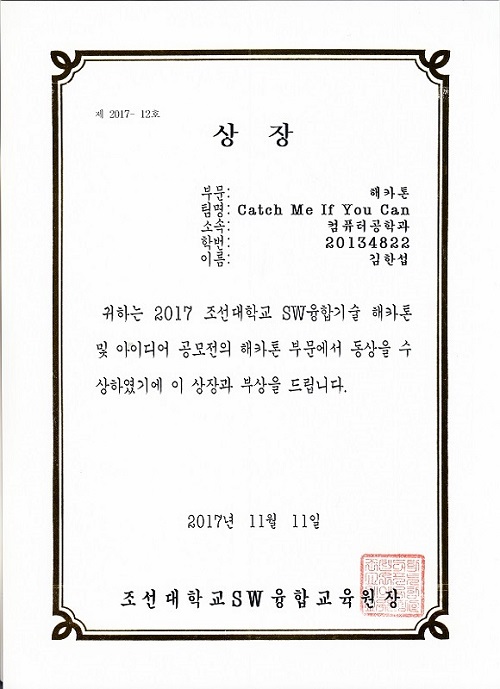 제 2017- 12호
상 장
부문: 해카톤
팀명: Catch Me If You Can
소속: 컴퓨터공학과
학번: 20134822
이름: 김한섭
귀하는 2017 조선대학교 SW융합기술 해카톤
및 아이디어 공모전의 해카톤 부문에서 동상을 수
상하였기에 이 상장과 부상을 드립니다.
2017년 11월 11일
조선대학교SW융합교육원장